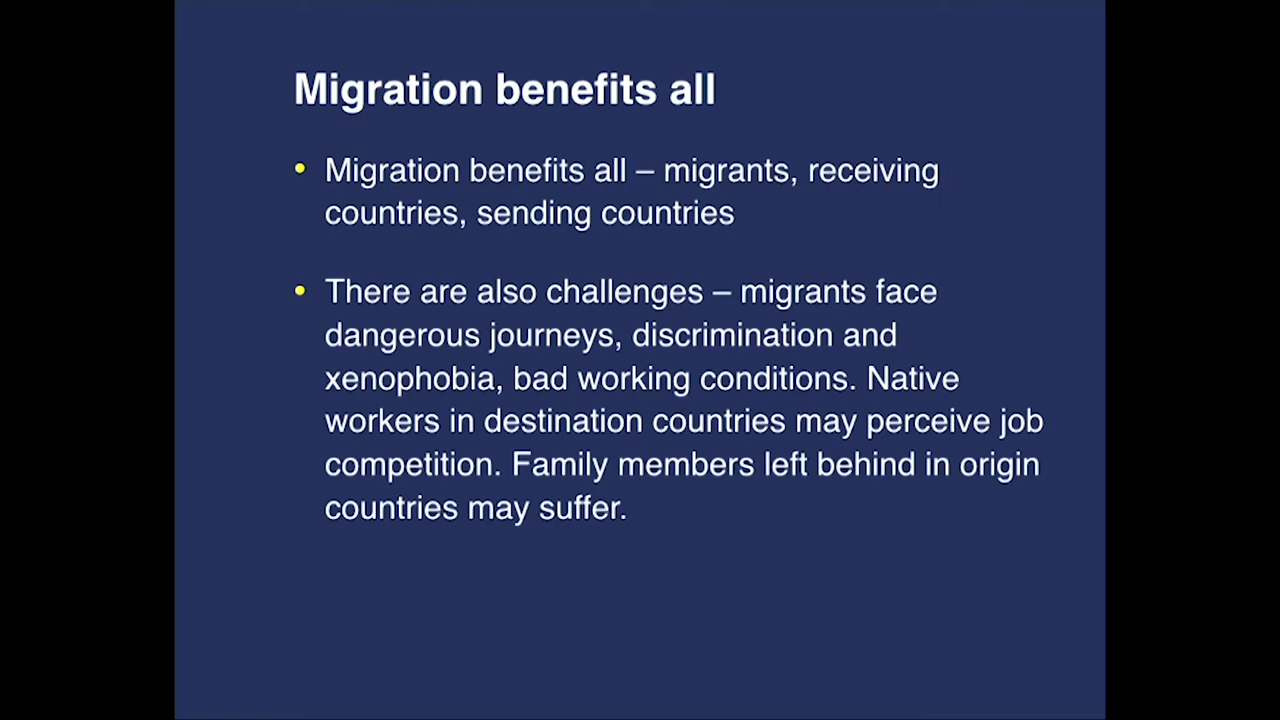 Migration benefits all
• Migration benefits all – migrants, receiving
countries, sending countries
• There are also challenges – migrants face
dangerous journeys, discrimination and
xenophobia, bad working conditions. Native
workers in destination countries may perceive job
competition. Family members left behind in origin
countries may suffer.